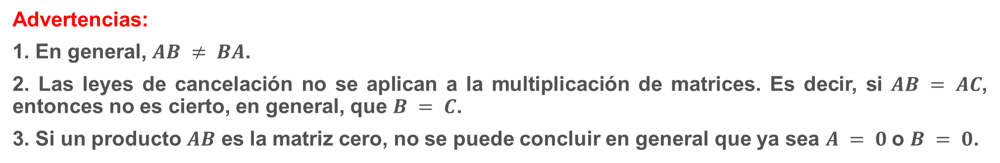 Advertencias:
1. En general, AB ≠ BA.
2. Las leyes de cancelación no se aplican a la multiplicación de matrices. Es decir, si AB = AC,
entonces no es cierto, en general, que B = C.
3. Si un producto AB es la matriz cero, no se puede concluir en general que ya sea A = 0 o B = 0.